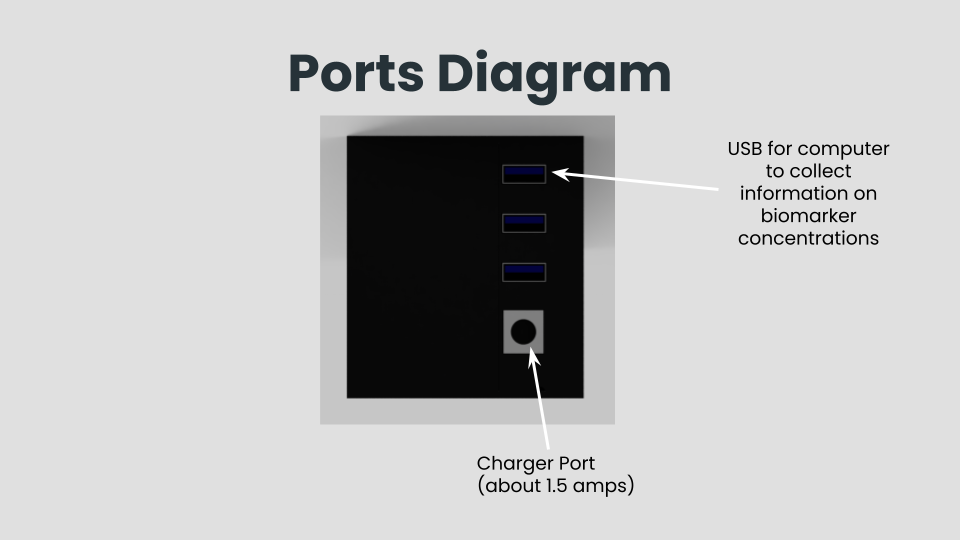 Ports Diagram
USB for computer
to collect
information on
biomarker
concentrations
Charger Port
(about 1.5 amps)